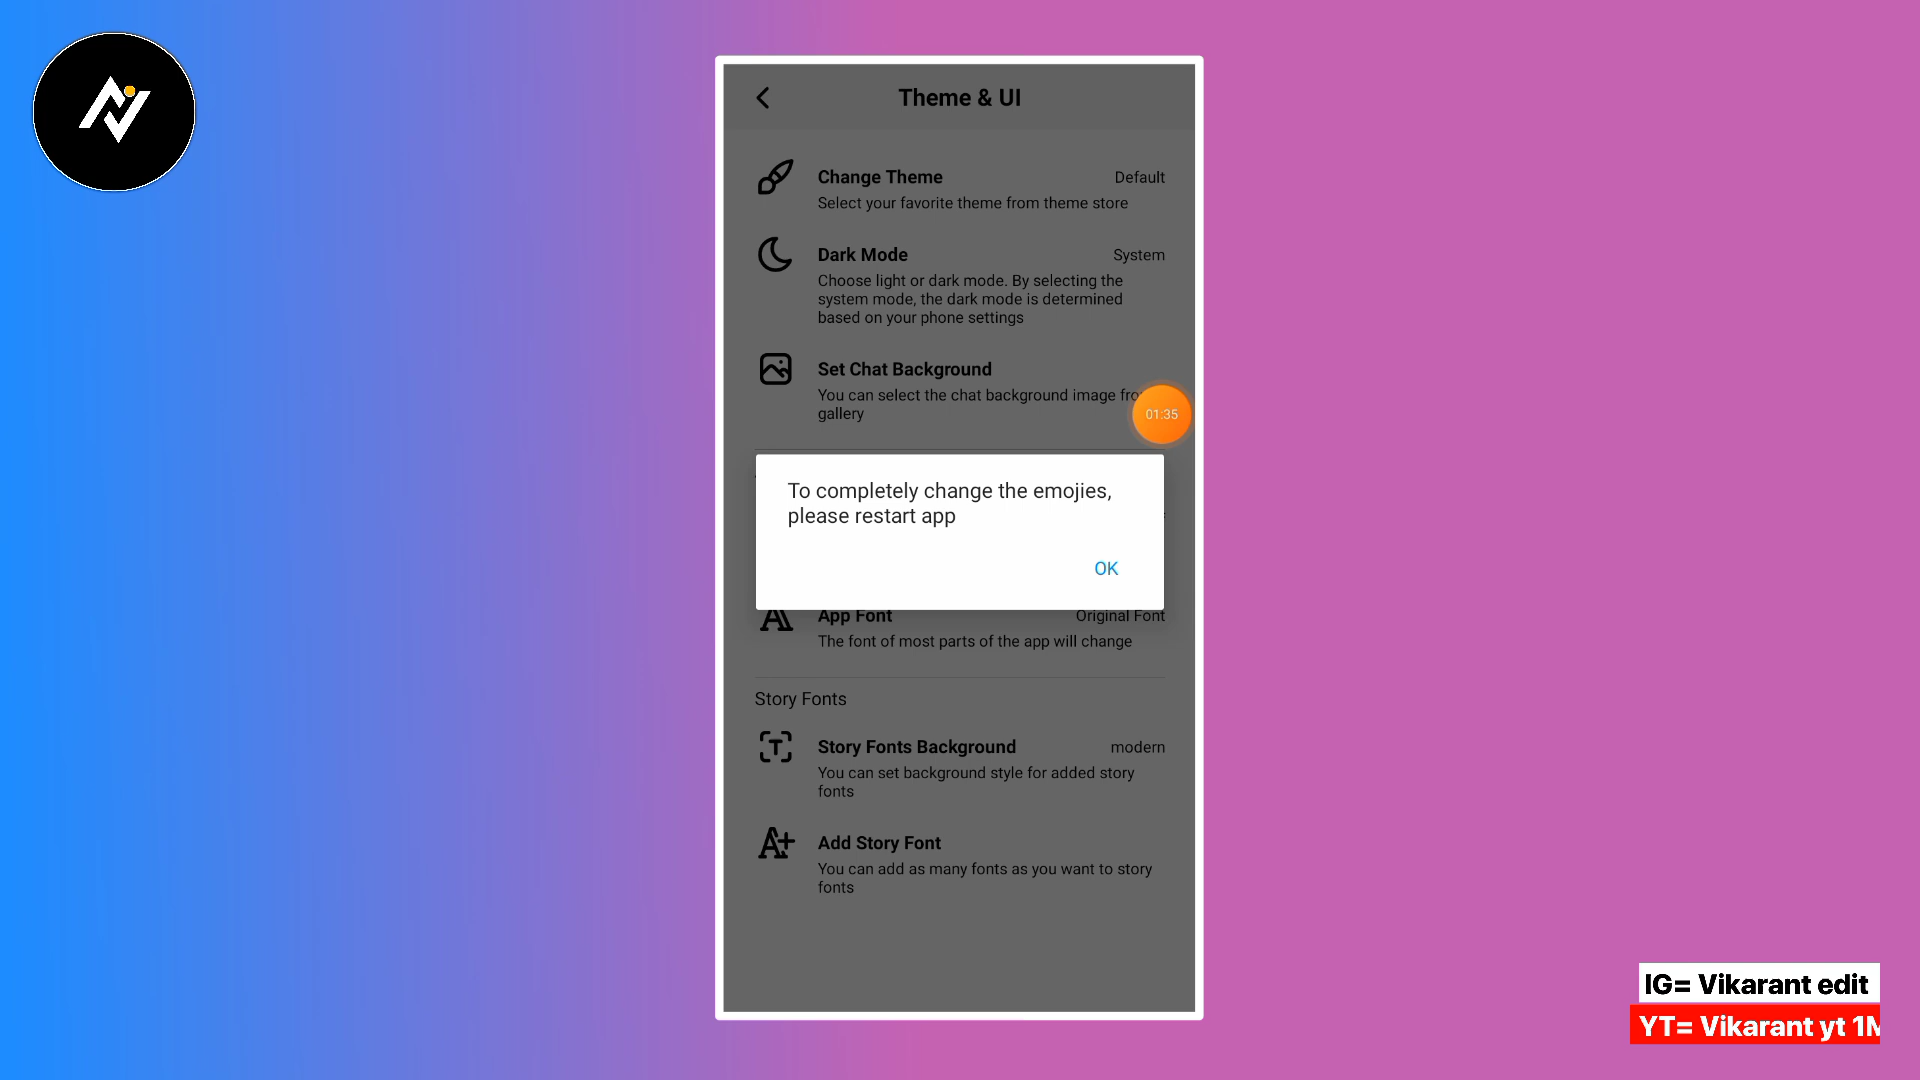 Theme & UI
Change Theme
Default
Select your favorite theme from theme store
Dark Mode
System
Choose light or dark mode. By selecting the
system mode, the dark mode is determined
based on your phone settings
Set Chat Background
You can select the chat background image fro
gallery
01:35
To completely change the emojies,
please restart app
OK
App Font
Original Font
The font of most parts of the app will change
Story Fonts
Story Fonts Background
modern
You can set background style for added story
fonts
Add Story Font
You can add as many fonts as you want to story
fonts
IG= Vikarant edit
YT= Vikarant yt 1M